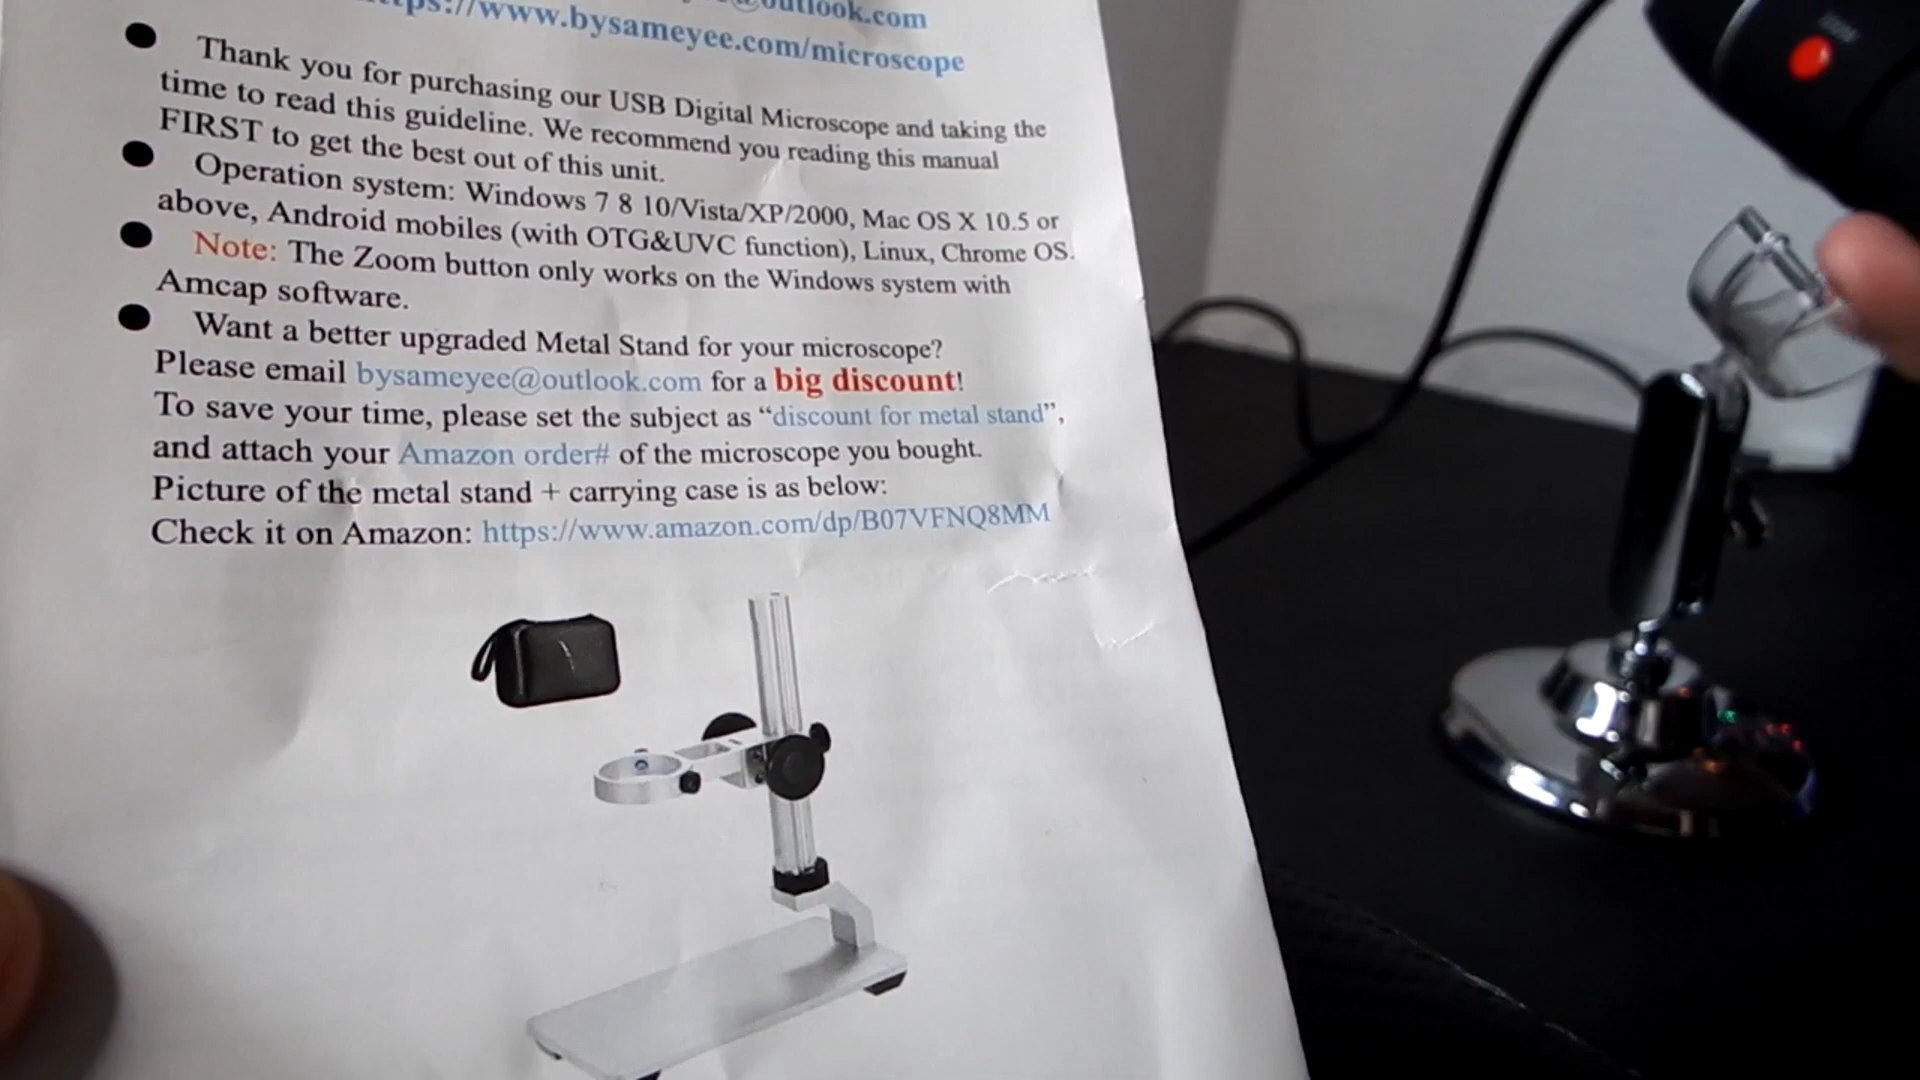 @outlook.com
https://www.bysameyee.com/microscope
● Thank you for purchasing our USB Digital Microscope and taking the
time to read this guideline. We recommend you reading this manual
FIRST to get the best out of this unit.
● Operation system: Windows 7 8 10/Vista/XP/2000, Mac OS X 10.5 or
above, Android mobiles (with OTG&UVC function), Linux, Chrome OS.
● Note: The Zoom button only works on the Windows system with
Amcap software.
● Want a better upgraded Metal Stand for your microscope?
Please email bysameyee@outlook.com for a big discount!
To save your time, please set the subject as “discount for metal stand”,
and attach your Amazon order# of the microscope you bought.
Picture of the metal stand + carrying case is as below:
Check it on Amazon: https://www.amazon.com/dp/B07VFNQ8MM